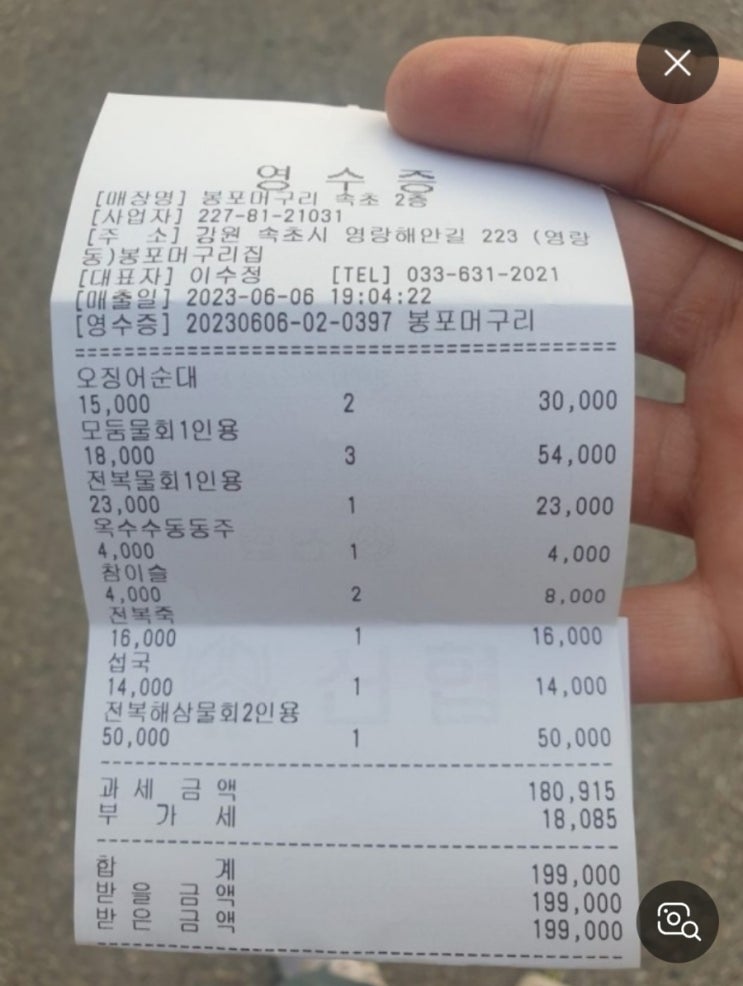 영 수 증
[매장명] 봉포머구리 속초 2층
[사업자] 227-81-21031
[주 소] 강원 속초시 영랑해안길 223 (영랑
동)봉포머구리집
[대표자] 이수정 [TEL] 033-631-2021
[매출일] 2023-06-06 19:04:22
[영수증] 20230606-02-0397 봉포머구리
오징어순대
15,000 2 30,000
모둠물회1인용
18,000 3 54,000
전복물회1인용
23,000 1 23,000
옥수수동동주
4,000 1 4,000
참이슬
4,000 2 8,000
전복죽
16,000 1 16,000
섭국
14,000 1 14,000
전복해삼물회2인용
50,000 1 50,000
과 세 금 액 180,915
부 가 세 18,085
합 계 199,000
받 을 금 액 199,000
받 은 금 액 199,000